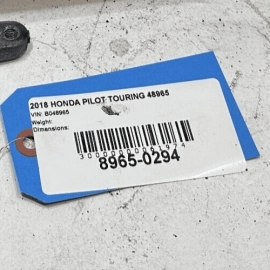 2018 HONDA PILOT TOURING 48965
VIN: B048965
Weight:
Dimensions:
8965-0294